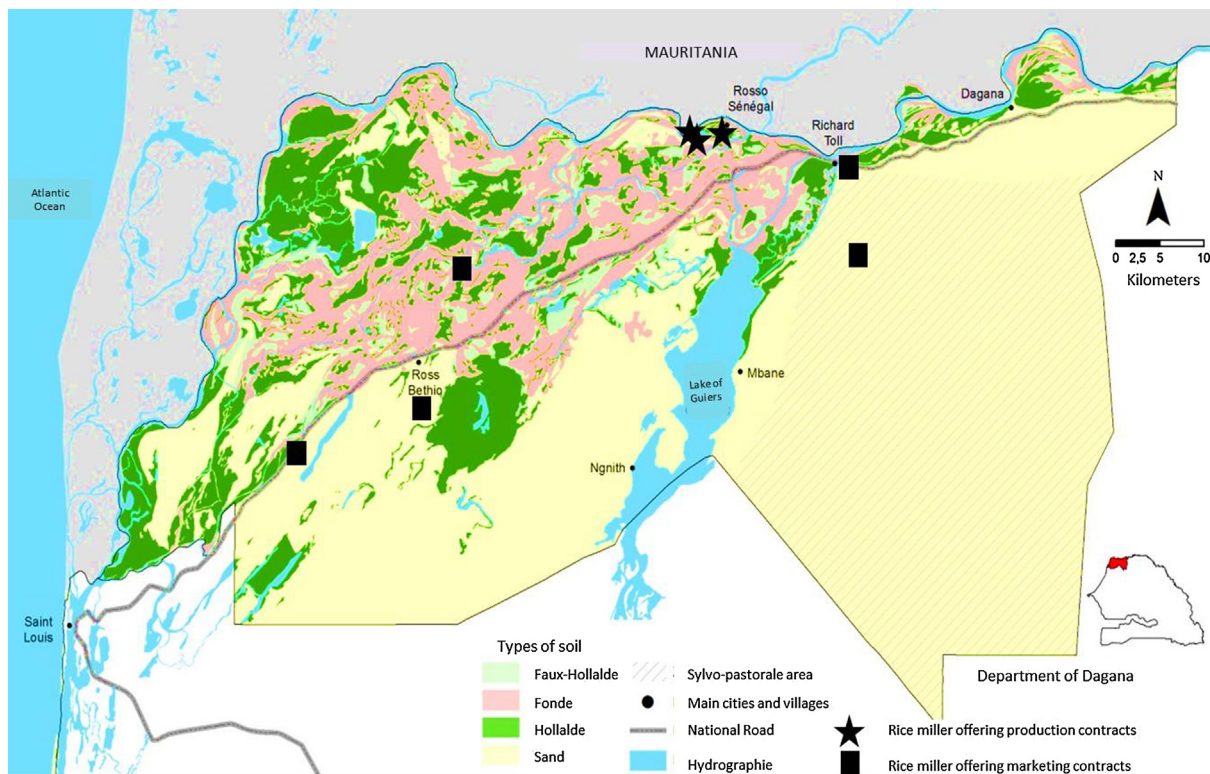 MAURITANIA
Rosso
Sénégal
Dagana
Richard
Toll
Atlantic
Ocean
N
0 2,5 5 10
Kilometers
Ross
Bethio
Lake of
Guiers
Mbane
Ngnith
Saint
Louis
Types of soil
Faux-Hollalde
Fonde
Hollalde
Sand
Sylvo-pastorale area
Main cities and villages
National Road
Hydrographie
Department of Dagana
Rice miller offering production contracts
Rice miller offering marketing contracts